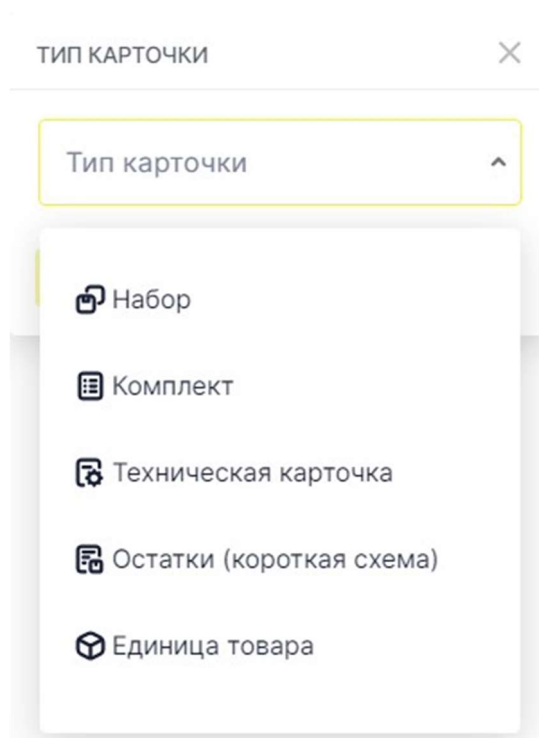 ТИП КАРТОЧКИ
Тип карточки
Набор
Комплект
Техническая карточка
Остатки (короткая схема)
Единица товара